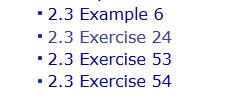 • 2.3 Example 6
• 2.3 Exercise 24
• 2.3 Exercise 53
• 2.3 Exercise 54